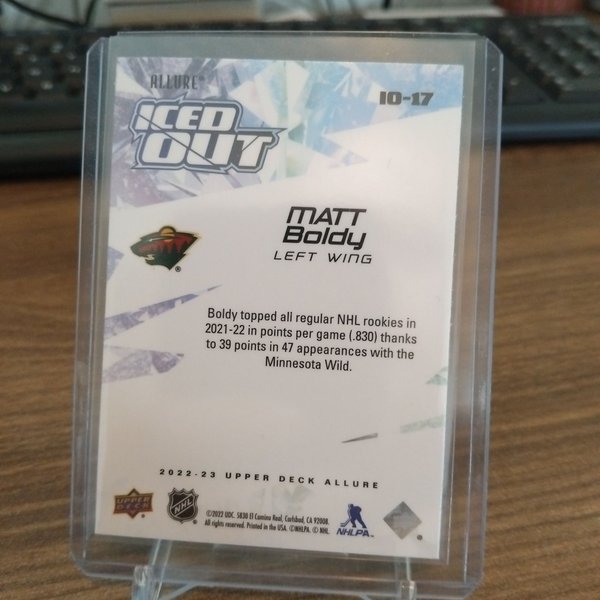 ALLURE®
ICED
OUT
IO-17
MATT
Boldy
LEFT WING
®
Boldy topped all regular NHL rookies in
2021-22 in points per game (.830) thanks
to 39 points in 47 appearances with the
Minnesota Wild.
2022-23 UPPER DECK ALLURE
UPPER DECK
NHL
©2022 UDC. 5830 El Camino Real, Carlsbad, CA 92008.
All rights reserved. Printed in the USA. ©NHLPA. © NHL
NHLPA